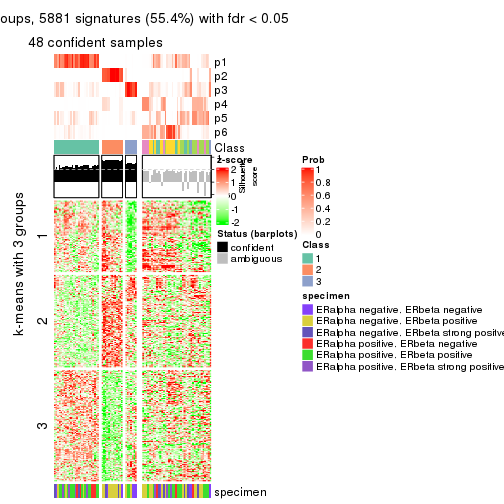 oups, 5881 signatures (55.4%) with fdr < 0.05
48 confident samples
p1
p2
p3
p4
p5
p6
Class
z-score
2
1
0
-1
-2
Silhouette
score
Status (barplots)
confident
ambiguous
Prob
1
0.8
0.6
0.4
0.2
0
Class
1
2
3
specimen
ERalpha negative. ERbeta negative
ERalpha negative. ERbeta positive
ERalpha negative. ERbeta strong positive
ERalpha positive. ERbeta negative
ERalpha positive. ERbeta positive
ERalpha positive. ERbeta strong positive
k-means with 3 groups
1
2
3
specimen